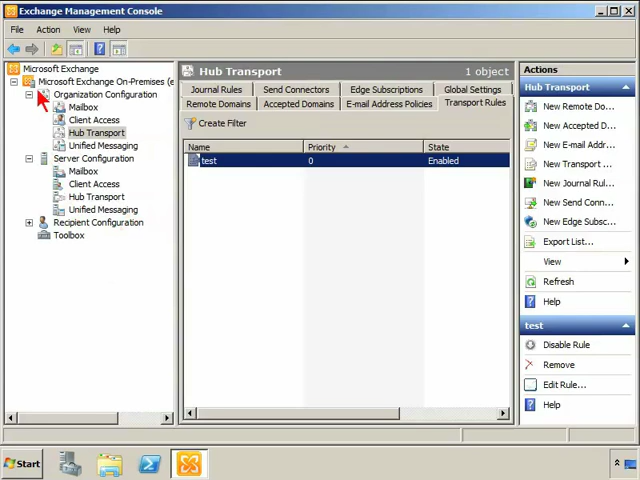 Exchange Management Console
File Action View Help
Microsoft Exchange
Microsoft Exchange On-Premises (e
Organization Configuration
Mailbox
Client Access
Hub Transport
Unified Messaging
Server Configuration
Mailbox
Client Access
Hub Transport
Unified Messaging
Recipient Configuration
Toolbox
Hub Transport 1 object
Journal Rules Send Connectors Edge Subscriptions Global Settings
Remote Domains Accepted Domains E-mail Address Policies Transport Rules
Create Filter
Name Priority State
test 0 Enabled
Actions
Hub Transport
New Remote Do...
New Accepted D...
New E-mail Addr...
New Transport ...
New Journal Rul...
New Send Conn...
New Edge Subsc...
Export List...
View
Refresh
Help
test
Disable Rule
Remove
Edit Rule...
Help
Start